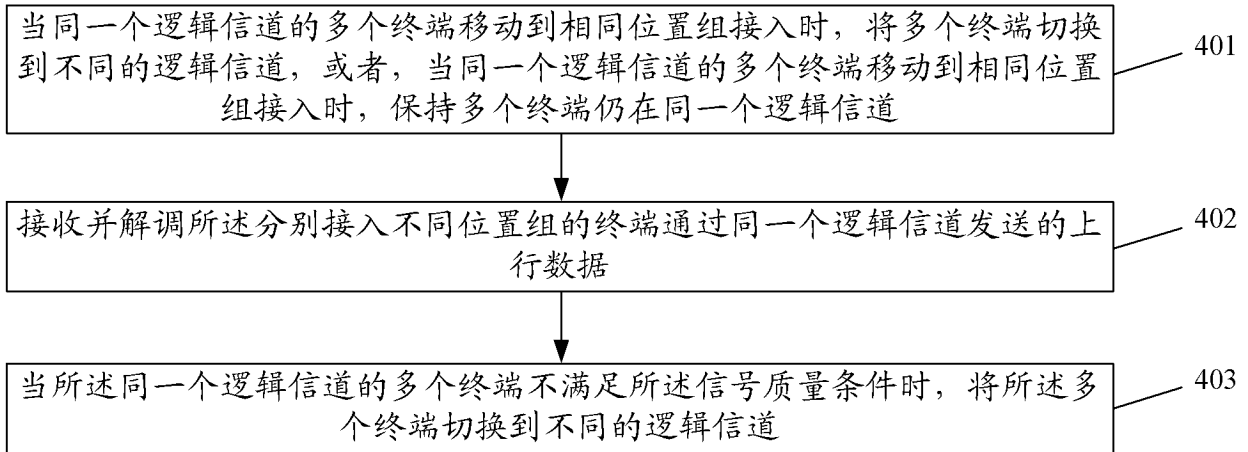 当同一个逻辑信道的多个终端移动到相同位置组接入时，将多个终端切换
到不同的逻辑信道，或者，当同一个逻辑信道的多个终端移动到相同位置
组接入时，保持多个终端仍在同一个逻辑信道
401
接收并解调所述分别接入不同位置组的终端通过同一个逻辑信道发送的上
行数据
402
当所述同一个逻辑信道的多个终端不满足所述信号质量条件时，将所述多
个终端切换到不同的逻辑信道
403